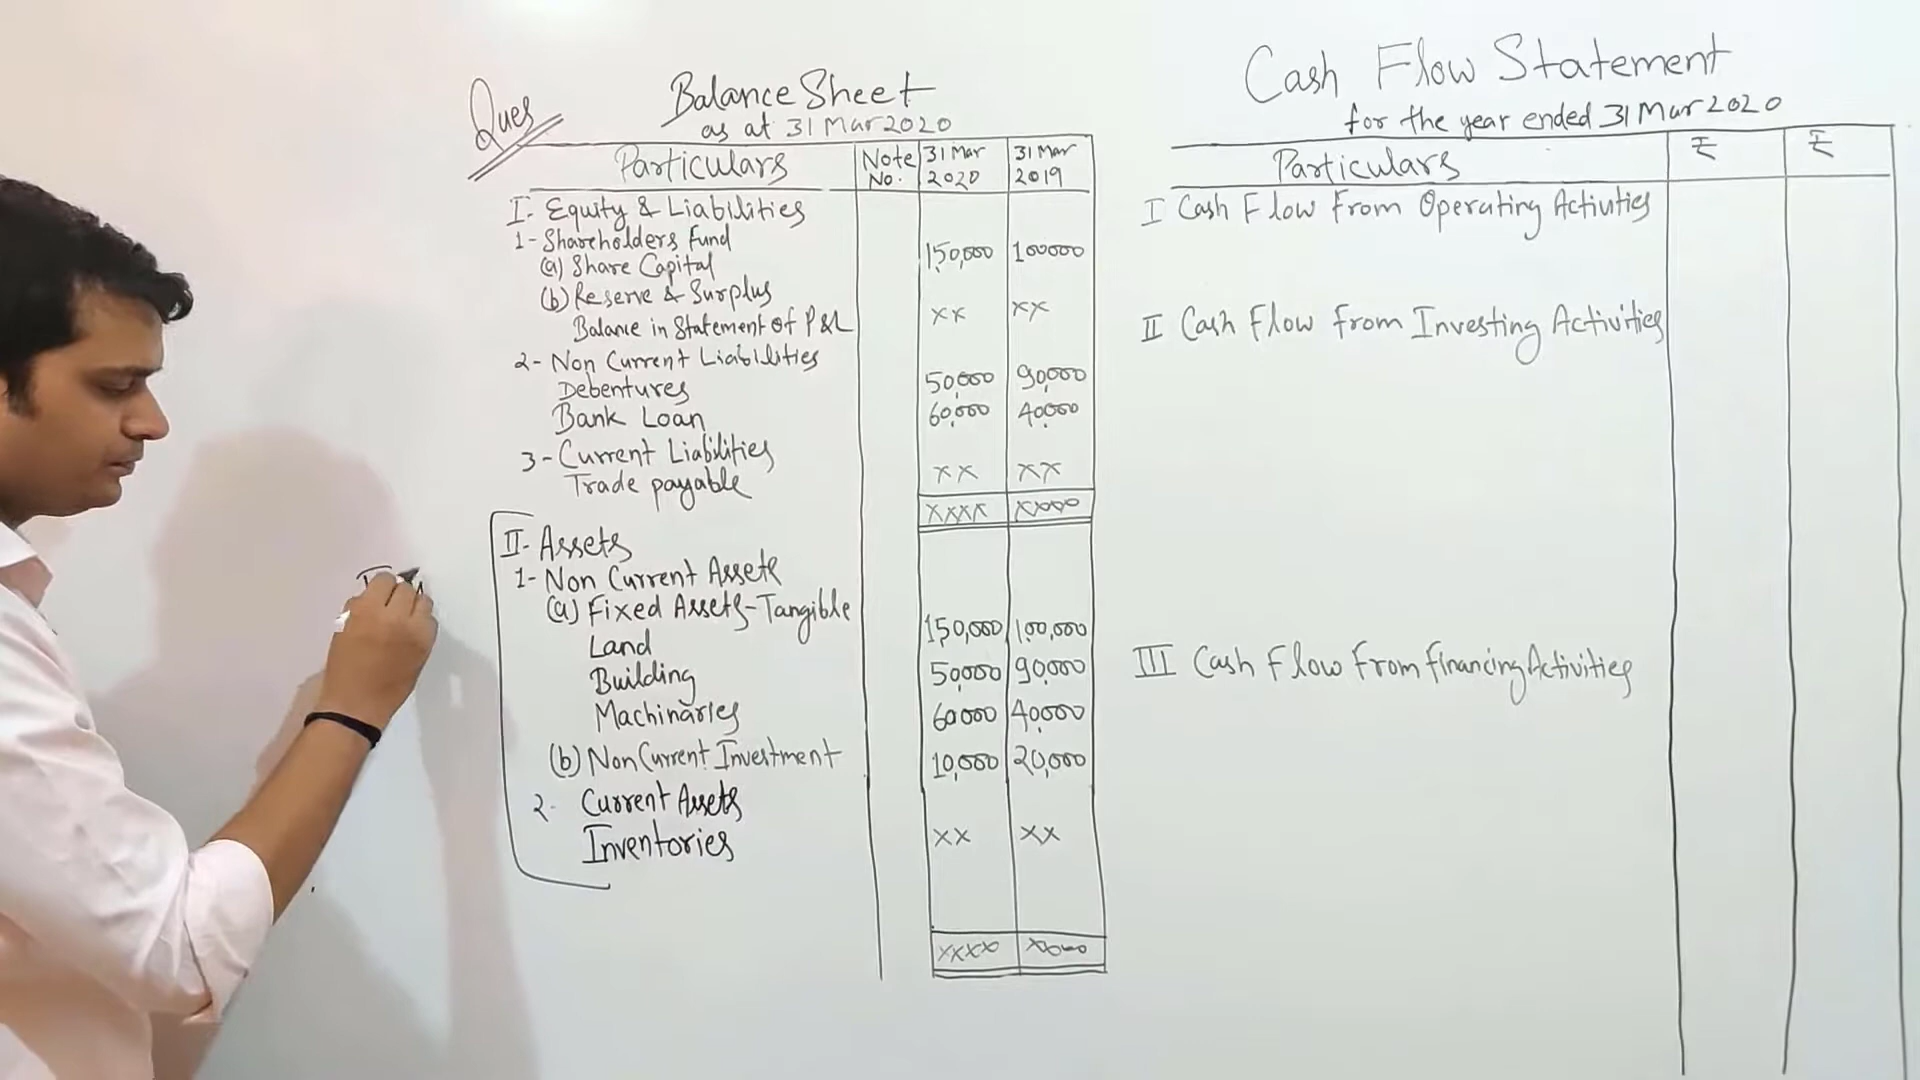 Ques
Balance Sheet
as at 31 Mar 2020
Particulars Note No. 31 Mar 2020 31 Mar 2019
I- Equity & Liabilities
1- Shareholders Fund
(a) Share Capital 150,000 100000
(b) Reserve & Surplus
Balance in Statement of P&L xx xx
2- Non Current Liabilities
Debentures 50,000 90,000
Bank Loan 60,000 40,000
3- Current Liabilities
Trade payable xx xx
xxxx xxxx
II- Assets
1- Non Current Assets
(a) Fixed Assets-Tangible
Land 150,000 100,000
Building 50,000 90,000
Machinaries 60000 40,000
(b) Non Current Investment 10,000 20,000
2- Current Assets
Inventories xx xx
xxxx
Cash Flow Statement
for the year ended 31 Mar 2020
Particulars ₹ ₹
I Cash Flow From Operating Activities
II Cash Flow from Investing Activities
III Cash Flow From Financing Activities